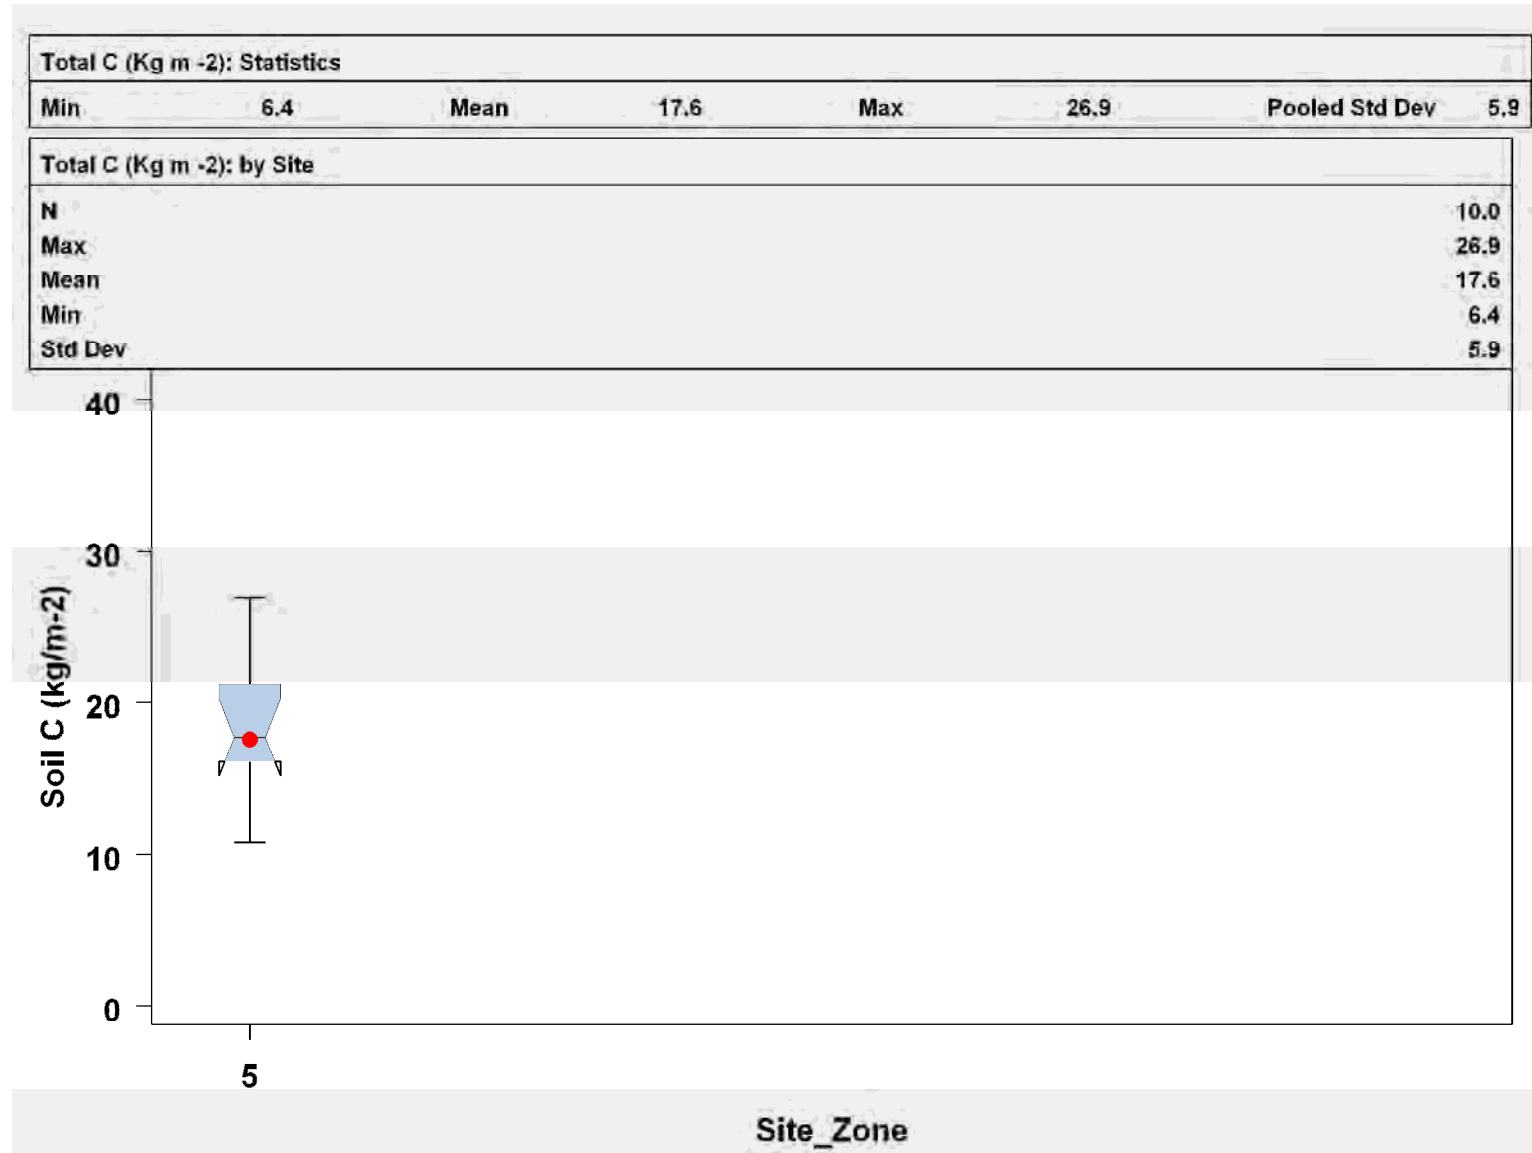 Total C (Kg m -2): Statistics
Min 6.4 Mean 17.6 Max 26.9 Pooled Std Dev 5.9
Total C (Kg m -2): by Site
N 10.0
Max 26.9
Mean 17.6
Min 6.4
Std Dev 5.9
40
30
20
10
0
Soil C (kg/m-2)
5
Site_Zone